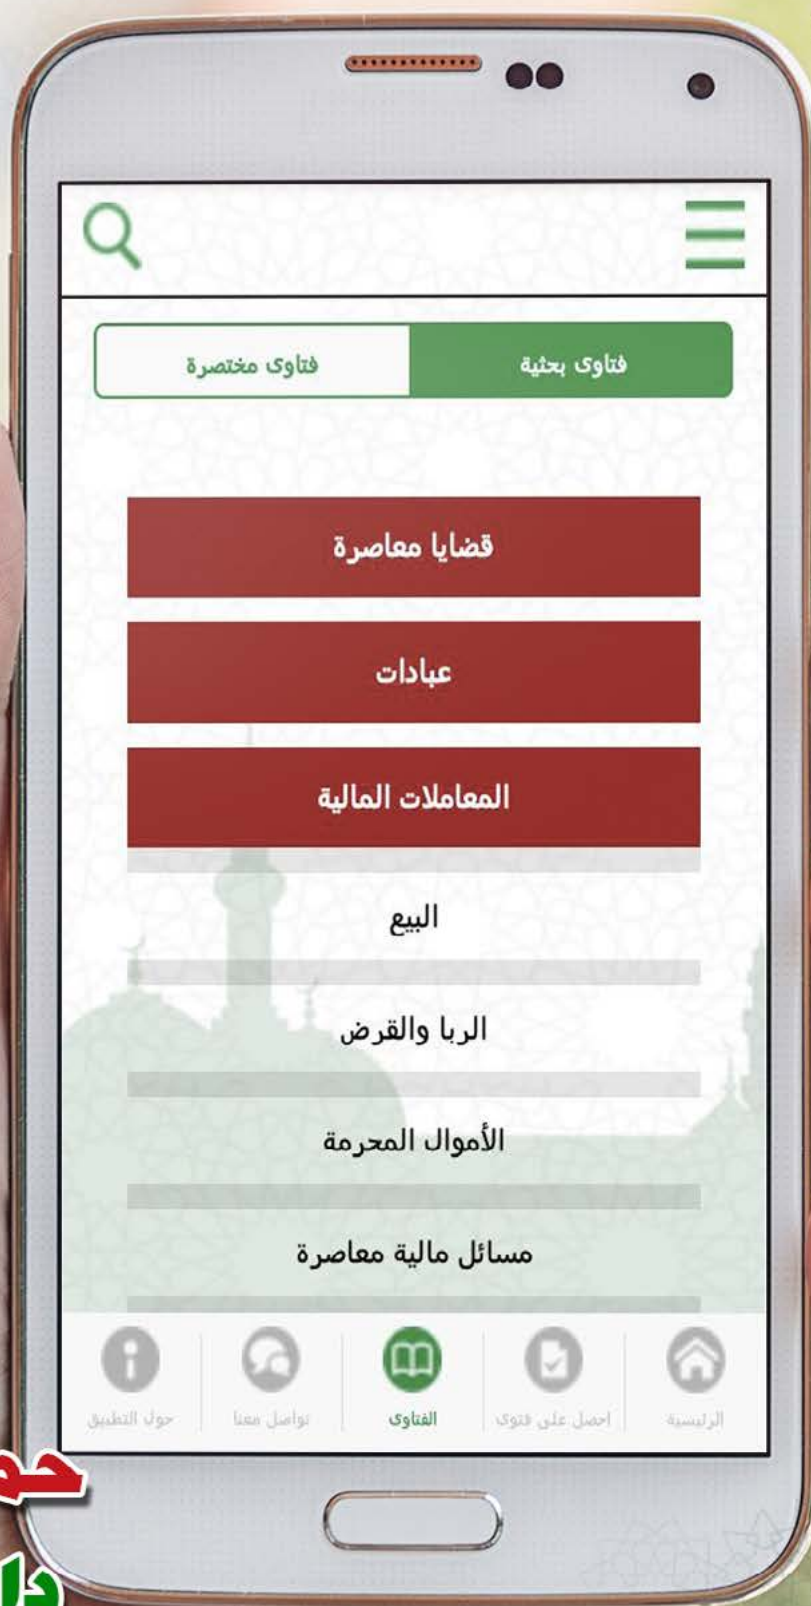 فتاوى بحثية
فتاوى مختصرة
قضايا معاصرة
عبادات
المعاملات المالية
البيع
الربا والقرض
الأموال المحرمة
مسائل مالية معاصرة
الرئيسية
احصل على فتوى
الفتاوى
تواصل معنا
حول التطبيق